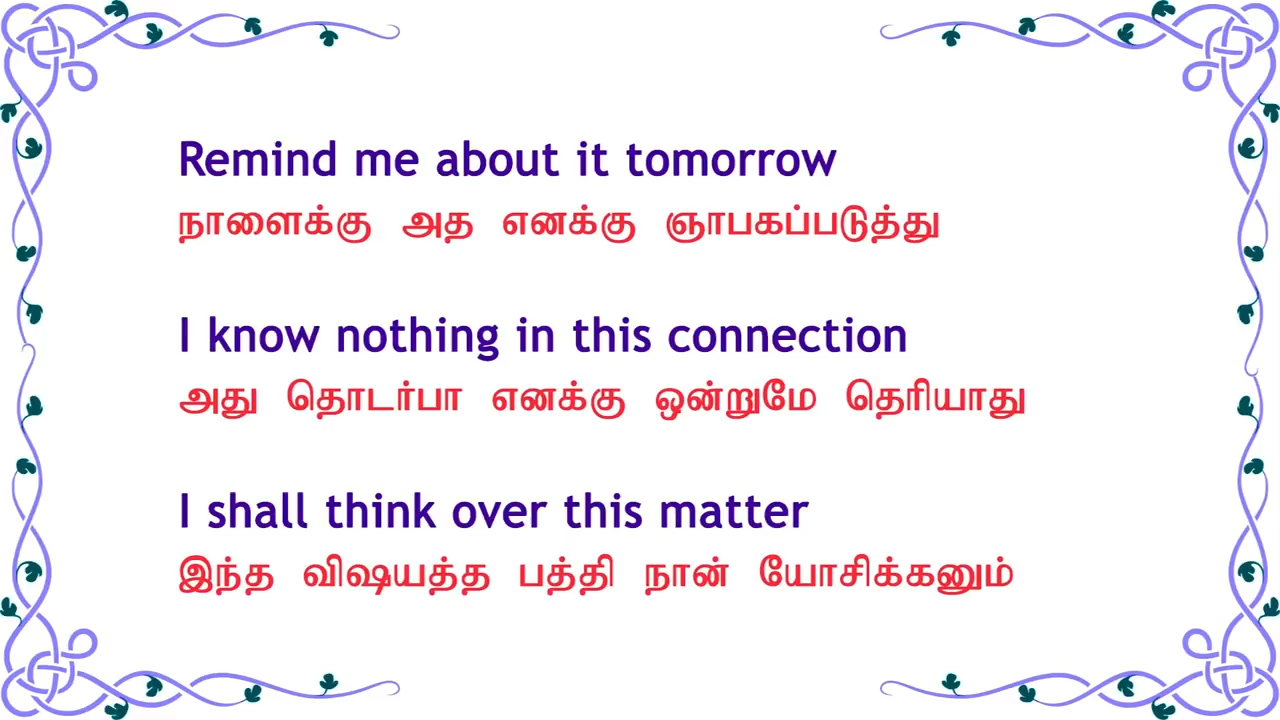 Remind me about it tomorrow
நாளைக்கு அத எனக்கு ஞாபகப்படுத்து
I know nothing in this connection
அது தொடர்பா எனக்கு ஒன்றுமே தெரியாது
I shall think over this matter
இந்த விஷயத்த பத்தி நான் யோசிக்கனும்